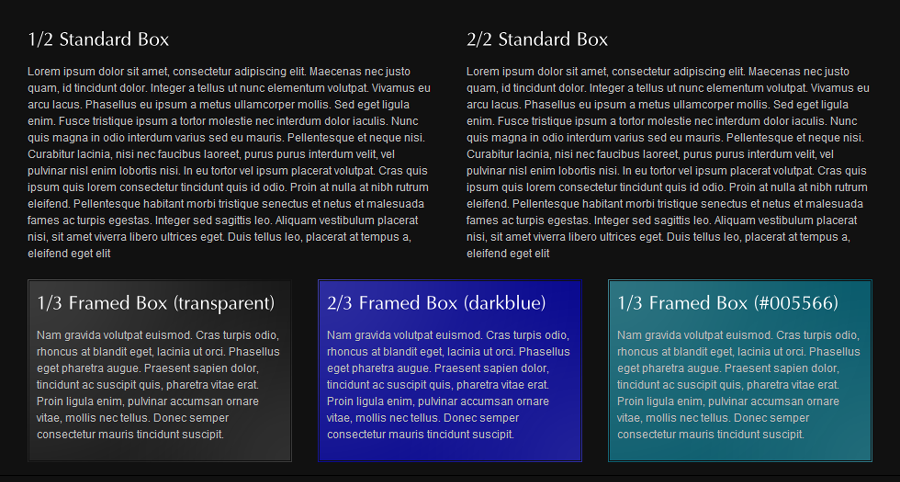 1/2 Standard Box
Lorem ipsum dolor sit amet, consectetur adipiscing elit. Maecenas nec justo
quam, id tincidunt dolor. Integer a tellus ut nunc elementum volutpat. Vivamus eu
arcu lacus. Phasellus eu ipsum a metus ullamcorper mollis. Sed eget ligula
enim. Fusce tristique ipsum a tortor molestie nec interdum dolor iaculis. Nunc
quis magna in odio interdum varius sed eu mauris. Pellentesque et neque nisi.
Curabitur lacinia, nisi nec faucibus laoreet, purus purus interdum velit, vel
pulvinar nisl enim lobortis nisi. In eu tortor vel ipsum placerat volutpat. Cras quis
ipsum quis lorem consectetur tincidunt quis id odio. Proin at nulla at nibh rutrum
eleifend. Pellentesque habitant morbi tristique senectus et netus et malesuada
fames ac turpis egestas. Integer sed sagittis leo. Aliquam vestibulum placerat
nisi, sit amet viverra libero ultrices eget. Duis tellus leo, placerat at tempus a,
eleifend eget elit
2/2 Standard Box
Lorem ipsum dolor sit amet, consectetur adipiscing elit. Maecenas nec justo
quam, id tincidunt dolor. Integer a tellus ut nunc elementum volutpat. Vivamus eu
arcu lacus. Phasellus eu ipsum a metus ullamcorper mollis. Sed eget ligula
enim. Fusce tristique ipsum a tortor molestie nec interdum dolor iaculis. Nunc
quis magna in odio interdum varius sed eu mauris. Pellentesque et neque nisi.
Curabitur lacinia, nisi nec faucibus laoreet, purus purus interdum velit, vel
pulvinar nisl enim lobortis nisi. In eu tortor vel ipsum placerat volutpat. Cras quis
ipsum quis lorem consectetur tincidunt quis id odio. Proin at nulla at nibh rutrum
eleifend. Pellentesque habitant morbi tristique senectus et netus et malesuada
fames ac turpis egestas. Integer sed sagittis leo. Aliquam vestibulum placerat
nisi, sit amet viverra libero ultrices eget. Duis tellus leo, placerat at tempus a,
eleifend eget elit
1/3 Framed Box (transparent)
Nam gravida volutpat euismod. Cras turpis odio,
rhoncus at blandit eget, lacinia ut orci. Phasellus
eget pharetra augue. Praesent sapien dolor,
tincidunt ac suscipit quis, pharetra vitae erat.
Proin ligula enim, pulvinar accumsan ornare
vitae, mollis nec tellus. Donec semper
consectetur mauris tincidunt suscipit.
2/3 Framed Box (darkblue)
Nam gravida volutpat euismod. Cras turpis odio,
rhoncus at blandit eget, lacinia ut orci. Phasellus
eget pharetra augue. Praesent sapien dolor,
tincidunt ac suscipit quis, pharetra vitae erat.
Proin ligula enim, pulvinar accumsan ornare
vitae, mollis nec tellus. Donec semper
consectetur mauris tincidunt suscipit.
1/3 Framed Box (#005566)
Nam gravida volutpat euismod. Cras turpis odio,
rhoncus at blandit eget, lacinia ut orci. Phasellus
eget pharetra augue. Praesent sapien dolor,
tincidunt ac suscipit quis, pharetra vitae erat.
Proin ligula enim, pulvinar accumsan ornare
vitae, mollis nec tellus. Donec semper
consectetur mauris tincidunt suscipit.